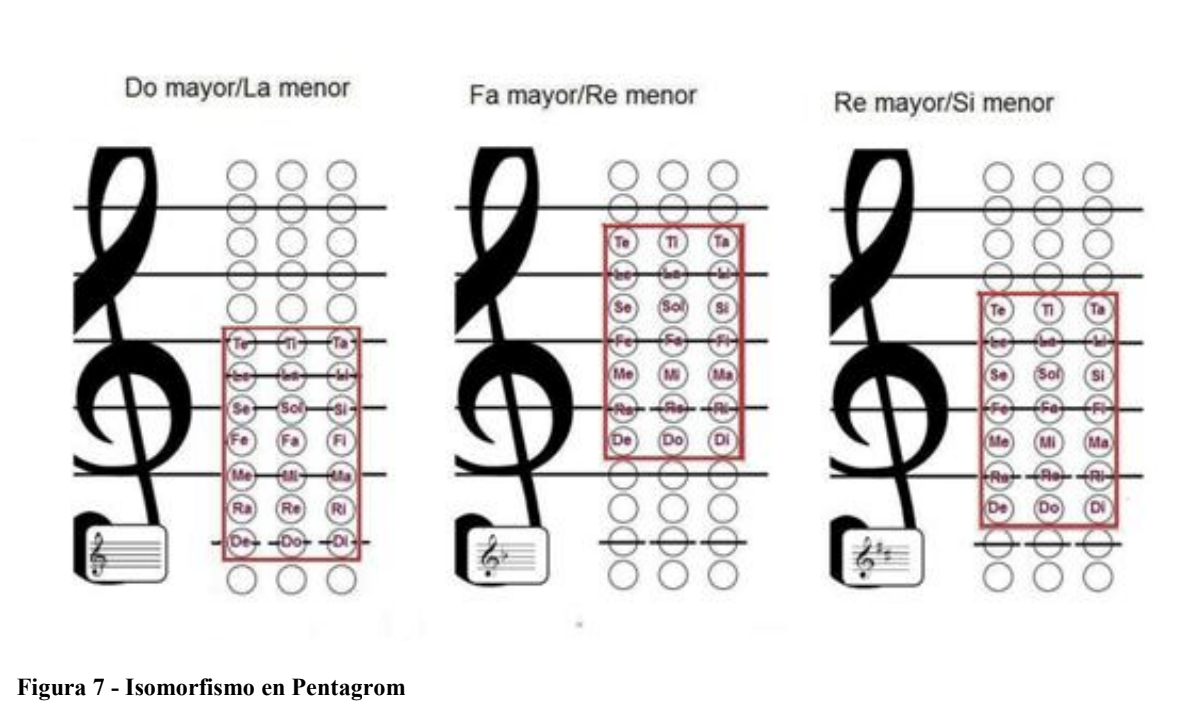 Do mayor/La menor
Te Ti Ta
Le La Li
Se Sol Si
Fe Fa Fi
Me Mi Ma
Ra Re Ri
De Do Di
Fa mayor/Re menor
Te Ti Ta
Le La Li
Se Sol Si
Fe Fa Fi
Me Mi Ma
Ra Re Ri
De Do Di
Re mayor/Si menor
Te Ti Ta
Le La Li
Se Sol Si
Fe Fa Fi
Me Mi Ma
Ra Re Ri
De Do Di
Figura 7 - Isomorfismo en Pentagrom